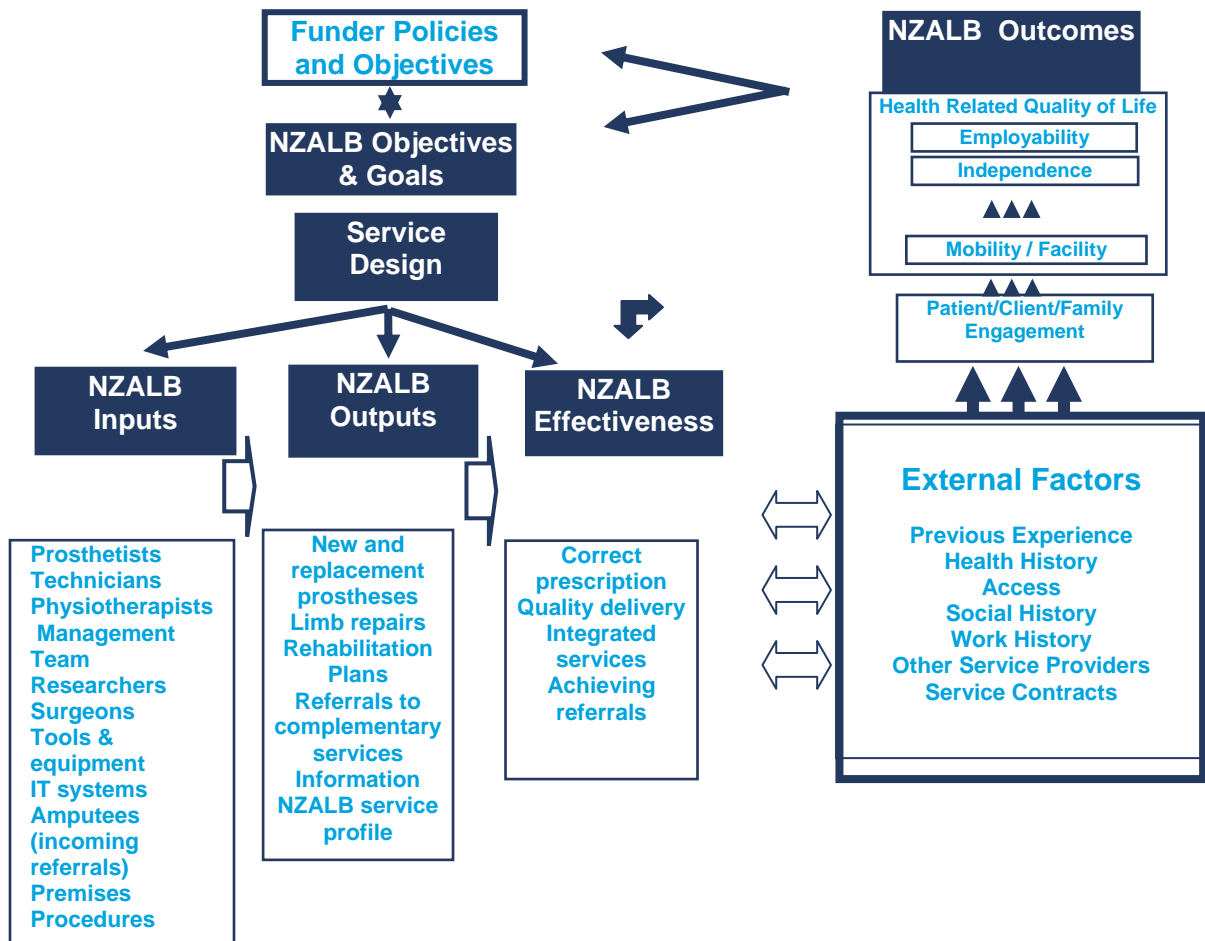 Funder Policies
and Objectives
NZALB Objectives
& Goals
Service
Design
NZALB
Inputs
NZALB
Outputs
NZALB
Effectiveness
Prosthetists
Technicians
Physiotherapists
Management
Team
Researchers
Surgeons
Tools &
equipment
IT systems
Amputees
(incoming
referrals)
Premises
Procedures
New and
replacement
prostheses
Limb repairs
Rehabilitation
Plans
Referrals to
complementary
services
Information
NZALB service
profile
Correct
prescription
Quality delivery
Integrated
services
Achieving
referrals
NZALB Outcomes
Health Related Quality of Life
Employability
Independence
Mobility / Facility
Patient/Client/Family
Engagement
External Factors
Previous Experience
Health History
Access
Social History
Work History
Other Service Providers
Service Contracts